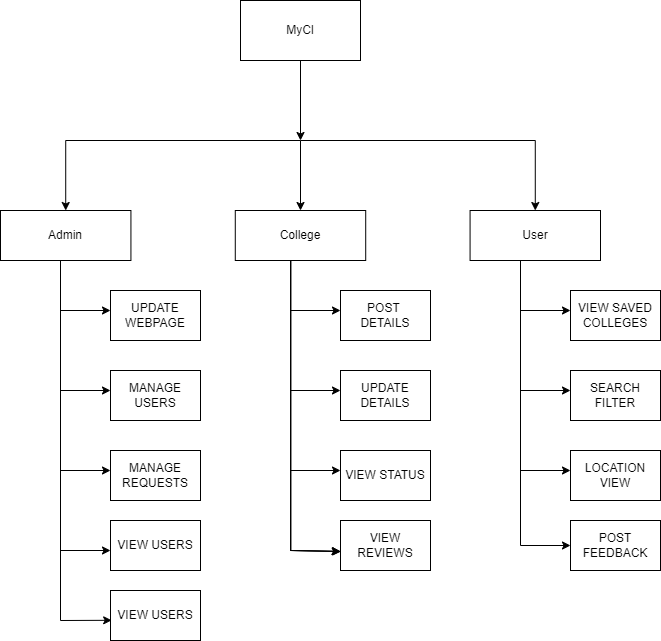 MyCl
Admin
College
User
UPDATE
WEBPAGE
POST
DETAILS
VIEW SAVED
COLLEGES
MANAGE
USERS
UPDATE
DETAILS
SEARCH
FILTER
MANAGE
REQUESTS
VIEW STATUS
LOCATION
VIEW
VIEW USERS
VIEW
REVIEWS
POST
FEEDBACK
VIEW USERS